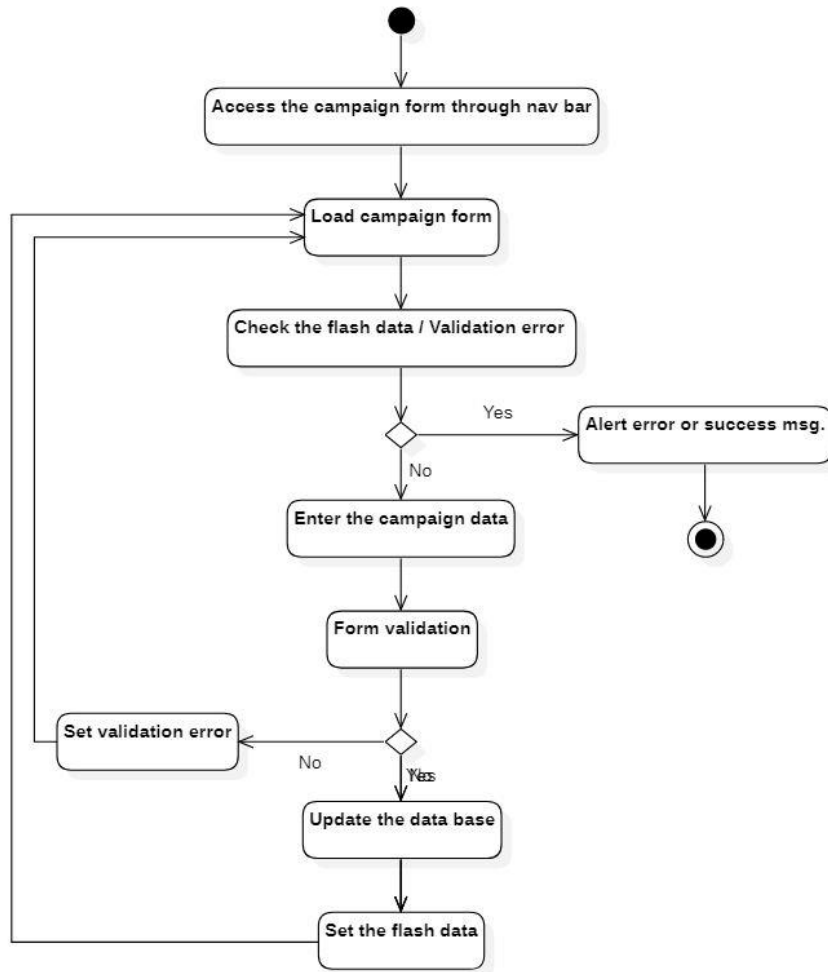 Access the campaign form through nav bar
Load campaign form
Check the flash data / Validation error
Yes
Alert error or success msg.
No
Enter the campaign data
Form validation
Set validation error
No
Update the data base
Set the flash data